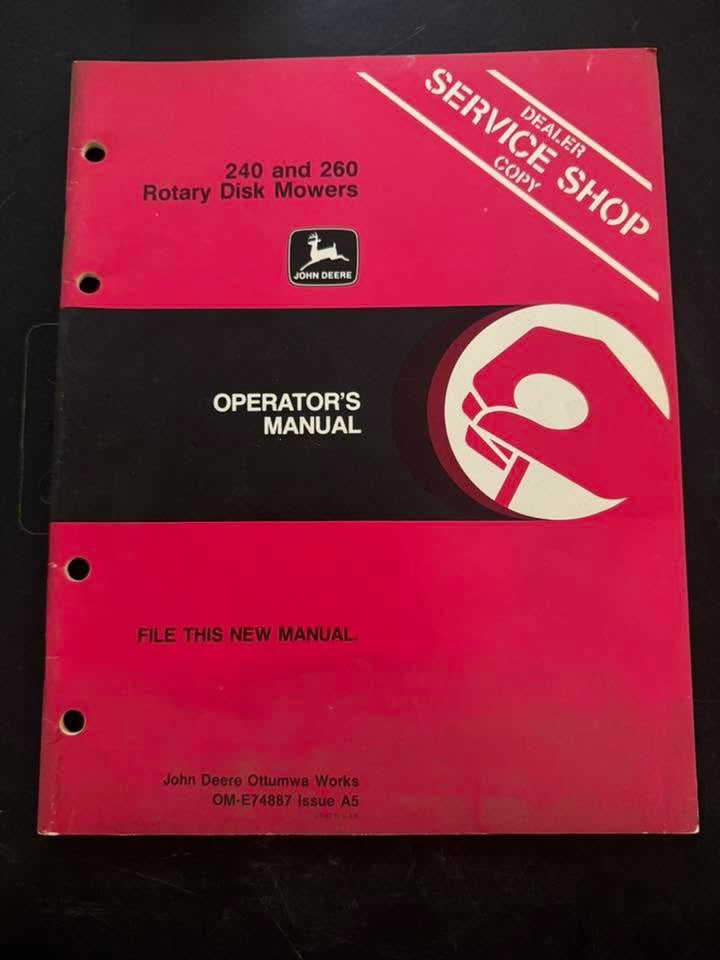 DEALER
SERVICE SHOP
COPY
240 and 260
Rotary Disk Mowers
JOHN DEERE
OPERATOR'S
MANUAL
FILE THIS NEW MANUAL.
John Deere Ottumwa Works
OM-E74887 Issue A5